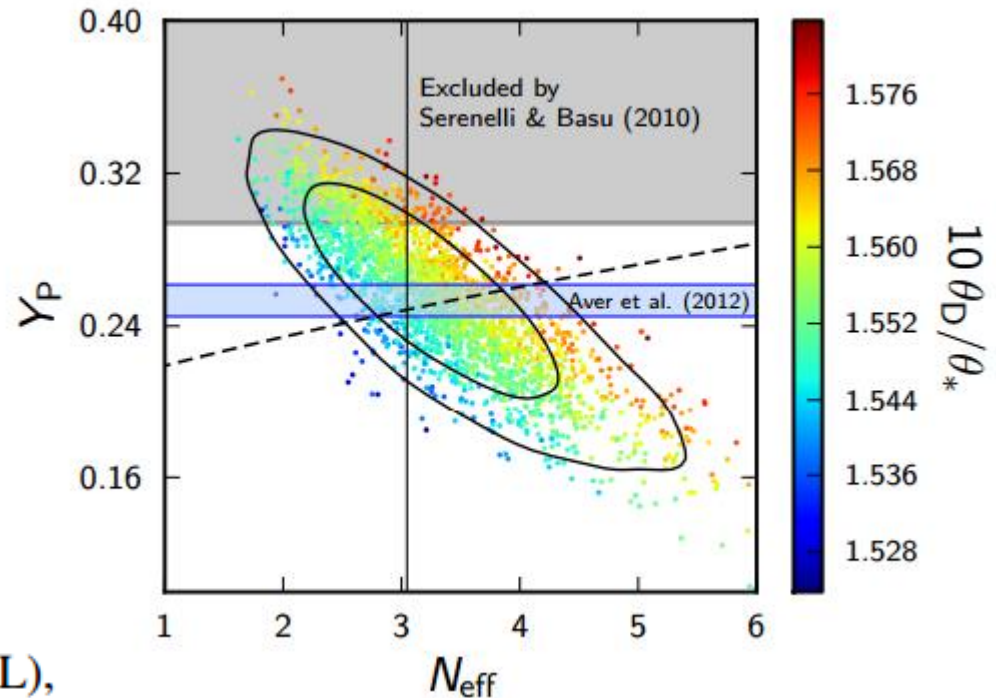 0.40
0.32
0.24
0.16
Y_P
Excluded by
Serenelli & Basu (2010)
Aver et al. (2012)
1 2 3 4 5 6
N_eff
1.576
1.568
1.560
1.552
1.544
1.536
1.528
10 θ_D/θ_*
L),